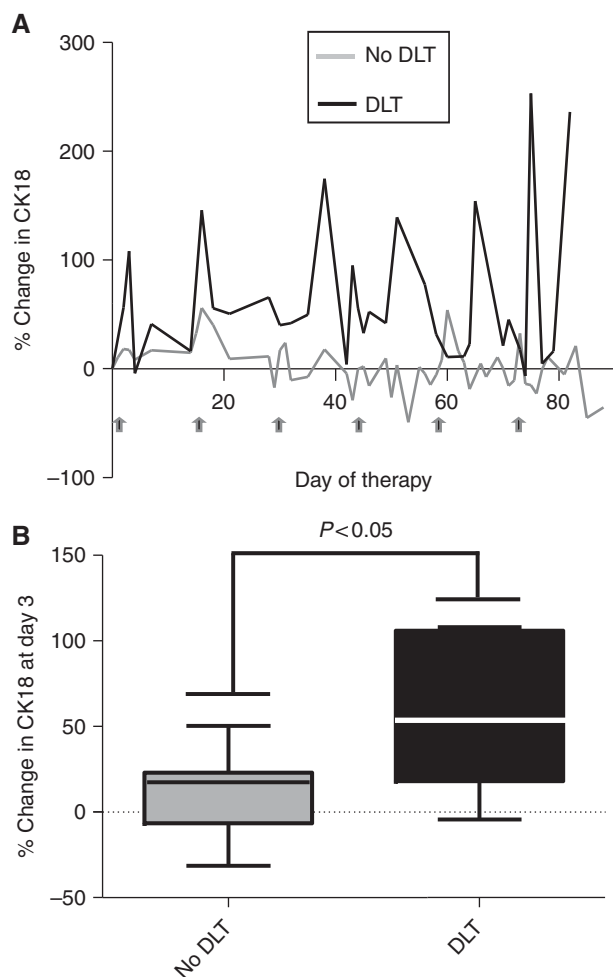 A
300
200
100
0
–100
% Change in CK18
No DLT
DLT
20
40
60
80
Day of therapy
B
P<0.05
150
100
50
0
–50
% Change in CK18 at day 3
No DLT
DLT